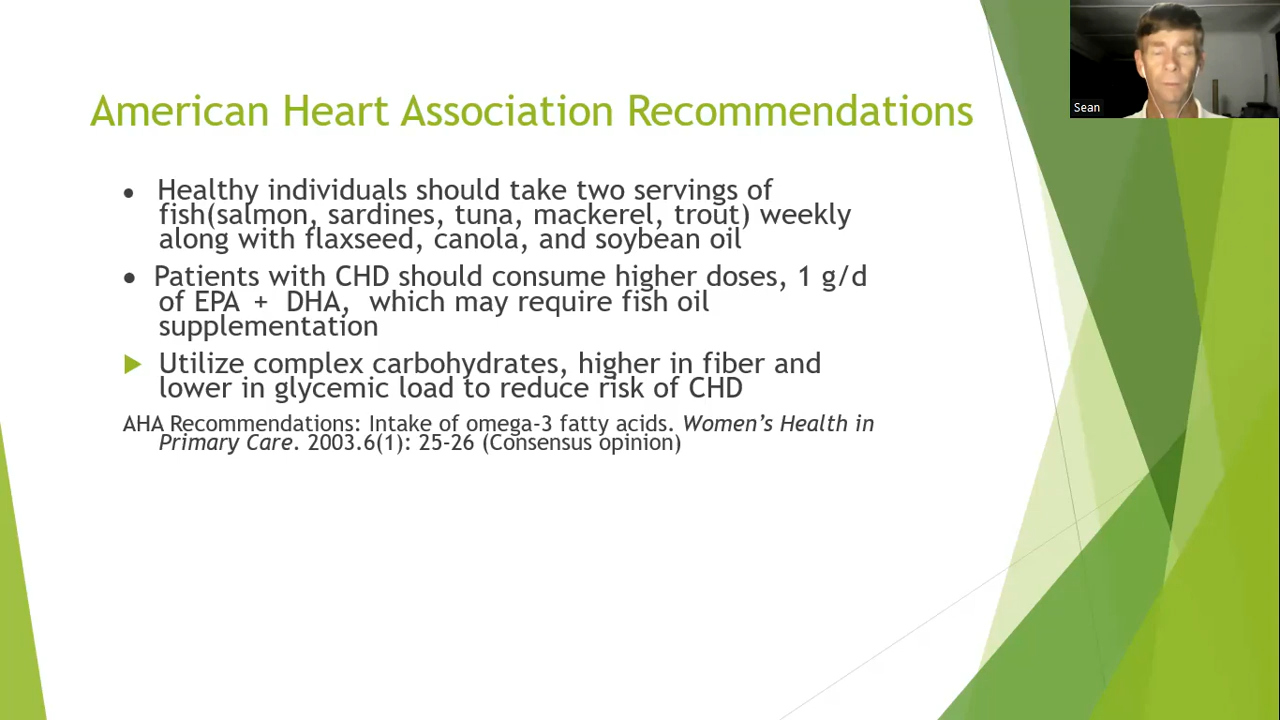 American Heart Association Recommendations
Sean
• Healthy individuals should take two servings of
fish(salmon, sardines, tuna, mackerel, trout) weekly
along with flaxseed, canola, and soybean oil
• Patients with CHD should consume higher doses, 1 g/d
of EPA + DHA, which may require fish oil
supplementation
Utilize complex carbohydrates, higher in fiber and
lower in glycemic load to reduce risk of CHD
AHA Recommendations: Intake of omega-3 fatty acids. Women’s Health in
Primary Care. 2003.6(1): 25-26 (Consensus opinion)